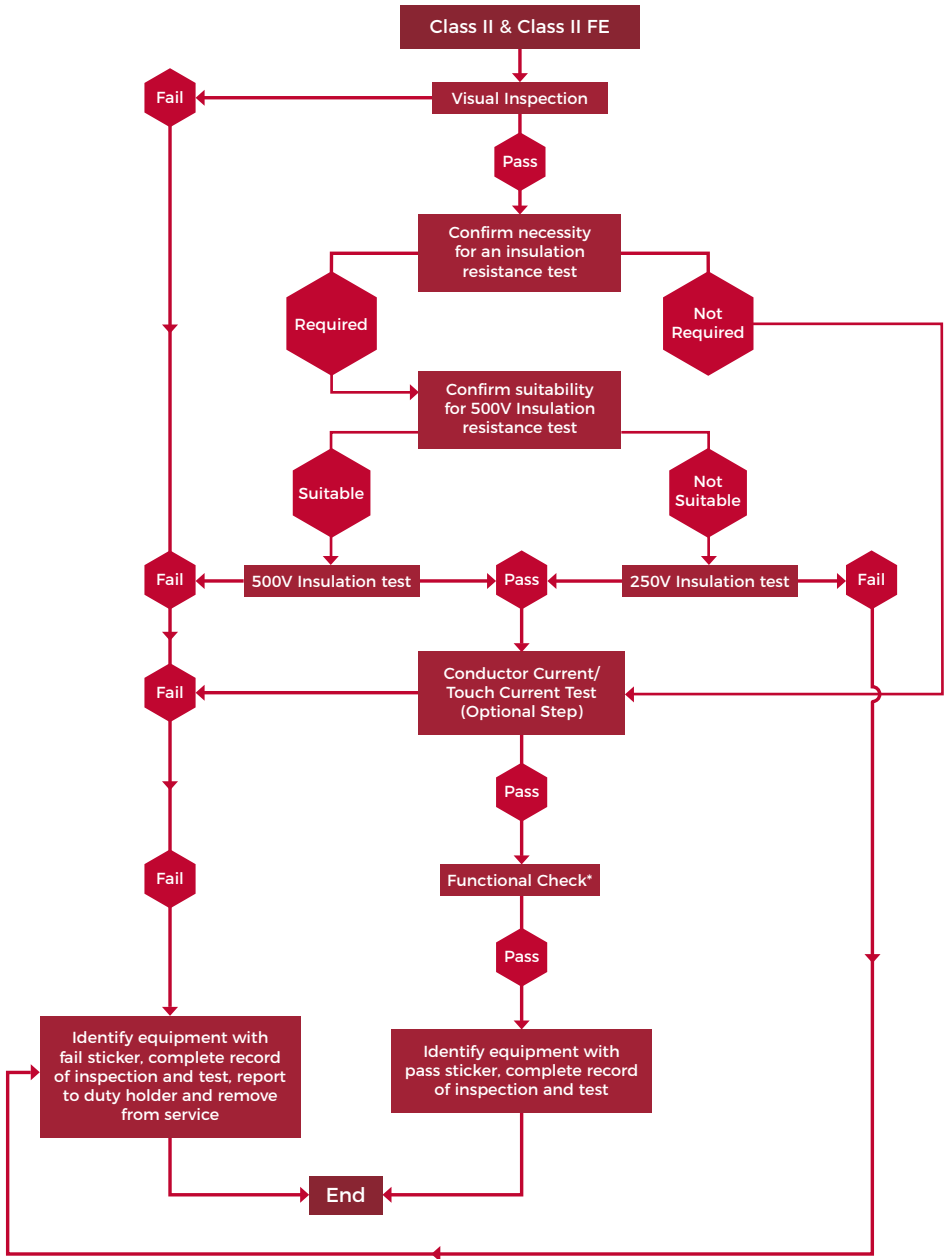 Class II & Class II FE
Fail
Visual Inspection
Pass
Confirm necessity
for an insulation
resistance test
Required
Not
Required
Confirm suitability
for 500V Insulation
resistance test
Suitable
Not
Suitable
Fail
500V Insulation test
Pass
250V Insulation test
Fail
Fail
Conductor Current/
Touch Current Test
(Optional Step)
Pass
Fail
Functional Check*
Pass
Identify equipment with
fail sticker, complete record
of inspection and test, report
to duty holder and remove
from service
Identify equipment with
pass sticker, complete record
of inspection and test
End